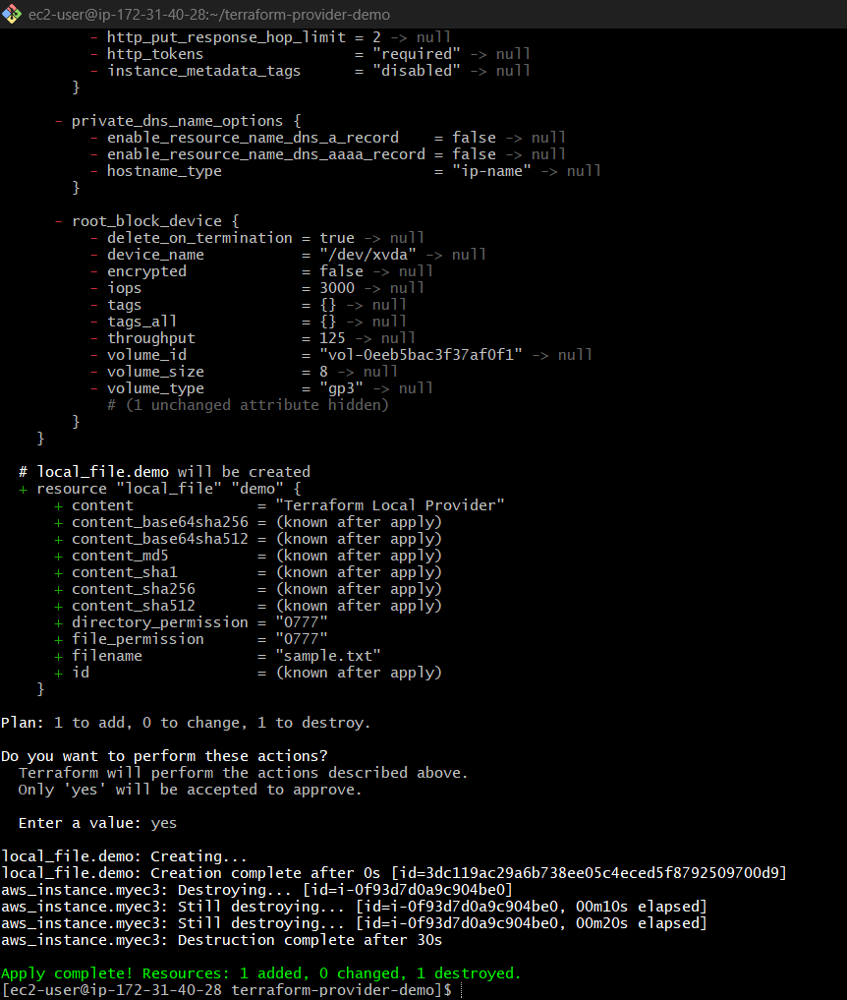 ec2-user@ip-172-31-40-28:~/terraform-provider-demo
- http_put_response_hop_limit = 2 -> null
- http_tokens                 = "required" -> null
- instance_metadata_tags      = "disabled" -> null
}
- private_dns_name_options {
- enable_resource_name_dns_a_record    = false -> null
- enable_resource_name_dns_aaaa_record = false -> null
- hostname_type                        = "ip-name" -> null
}
- root_block_device {
- delete_on_termination = true -> null
- device_name           = "/dev/xvda" -> null
- encrypted             = false -> null
- iops                  = 3000 -> null
- tags                  = {} -> null
- tags_all              = {} -> null
- throughput            = 125 -> null
- volume_id             = "vol-0eeb5bac3f37af0f1" -> null
- volume_size           = 8 -> null
- volume_type           = "gp3" -> null
# (1 unchanged attribute hidden)
}
}
# local_file.demo will be created
+ resource "local_file" "demo" {
+ content              = "Terraform Local Provider"
+ content_base64sha256 = (known after apply)
+ content_base64sha512 = (known after apply)
+ content_md5          = (known after apply)
+ content_sha1         = (known after apply)
+ content_sha256       = (known after apply)
+ content_sha512       = (known after apply)
+ directory_permission = "0777"
+ file_permission      = "0777"
+ filename             = "sample.txt"
+ id                   = (known after apply)
}
Plan: 1 to add, 0 to change, 1 to destroy.
Do you want to perform these actions?
Terraform will perform the actions described above.
Only 'yes' will be accepted to approve.
Enter a value: yes
local_file.demo: Creating...
local_file.demo: Creation complete after 0s [id=3dc119ac29a6b738ee05c4eced5f8792509700d9]
aws_instance.myec3: Destroying... [id=i-0f93d7d0a9c904be0]
aws_instance.myec3: Still destroying... [id=i-0f93d7d0a9c904be0, 00m10s elapsed]
aws_instance.myec3: Still destroying... [id=i-0f93d7d0a9c904be0, 00m20s elapsed]
aws_instance.myec3: Destruction complete after 30s
Apply complete! Resources: 1 added, 0 changed, 1 destroyed.
[ec2-user@ip-172-31-40-28 terraform-provider-demo]$